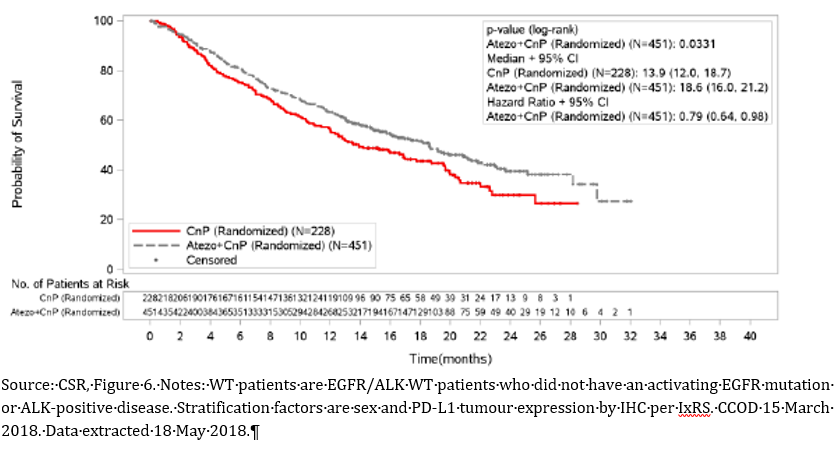 100
80
60
40
20
0
Probability of Survival
p-value (log-rank)
Atezo+CnP (Randomized) (N=451): 0.0331
Median + 95% CI
CnP (Randomized) (N=228): 13.9 (12.0, 18.7)
Atezo+CnP (Randomized) (N=451): 18.6 (16.0, 21.2)
Hazard Ratio + 95% CI
Atezo+CnP (Randomized) (N=451): 0.79 (0.64, 0.98)
CnP (Randomized) (N=228)
Atezo+CnP (Randomized) (N=451)
Censored
No. of Patients at Risk
CnP (Randomized) 228218206190176167161154147136132124119109 96 90 75 65 58 49 39 31 24 17 13 9 8 3 1
Atezo+CnP (Randomized) 451435422400384365351333315305294284268253217194167147129103 88 75 59 49 40 29 19 12 10 6 4 2 1
0 2 4 6 8 10 12 14 16 18 20 22 24 26 28 30 32 34 36 38 40
Time(months)
Source:·CSR,·Figure·6.·Notes:·WT·patients·are·EGFR/ALK·WT·patients·who·did·not·have·an·activating·EGFR·mutation·
or·ALK-positive·disease.·Stratification·factors·are·sex·and·PD-L1·tumour·expression·by·IHC·per·IxRS.·CCOD·15·March·
2018.·Data·extracted·18·May·2018.¶